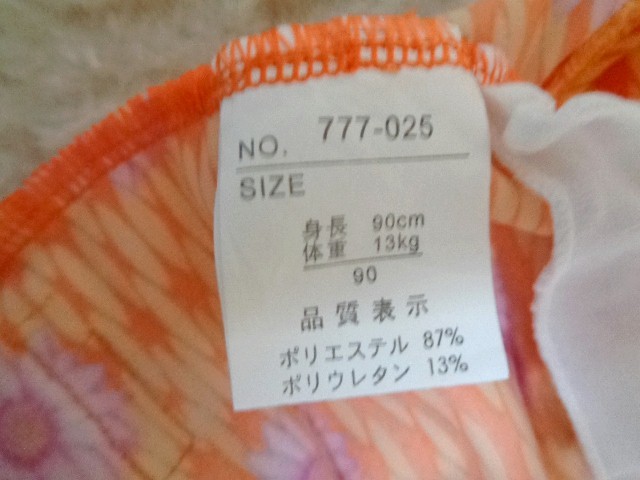 NO. 777-025
SIZE
身長 90cm
体重 13kg
90
品質表示
ポリエステル 87%
ポリウレタン 13%